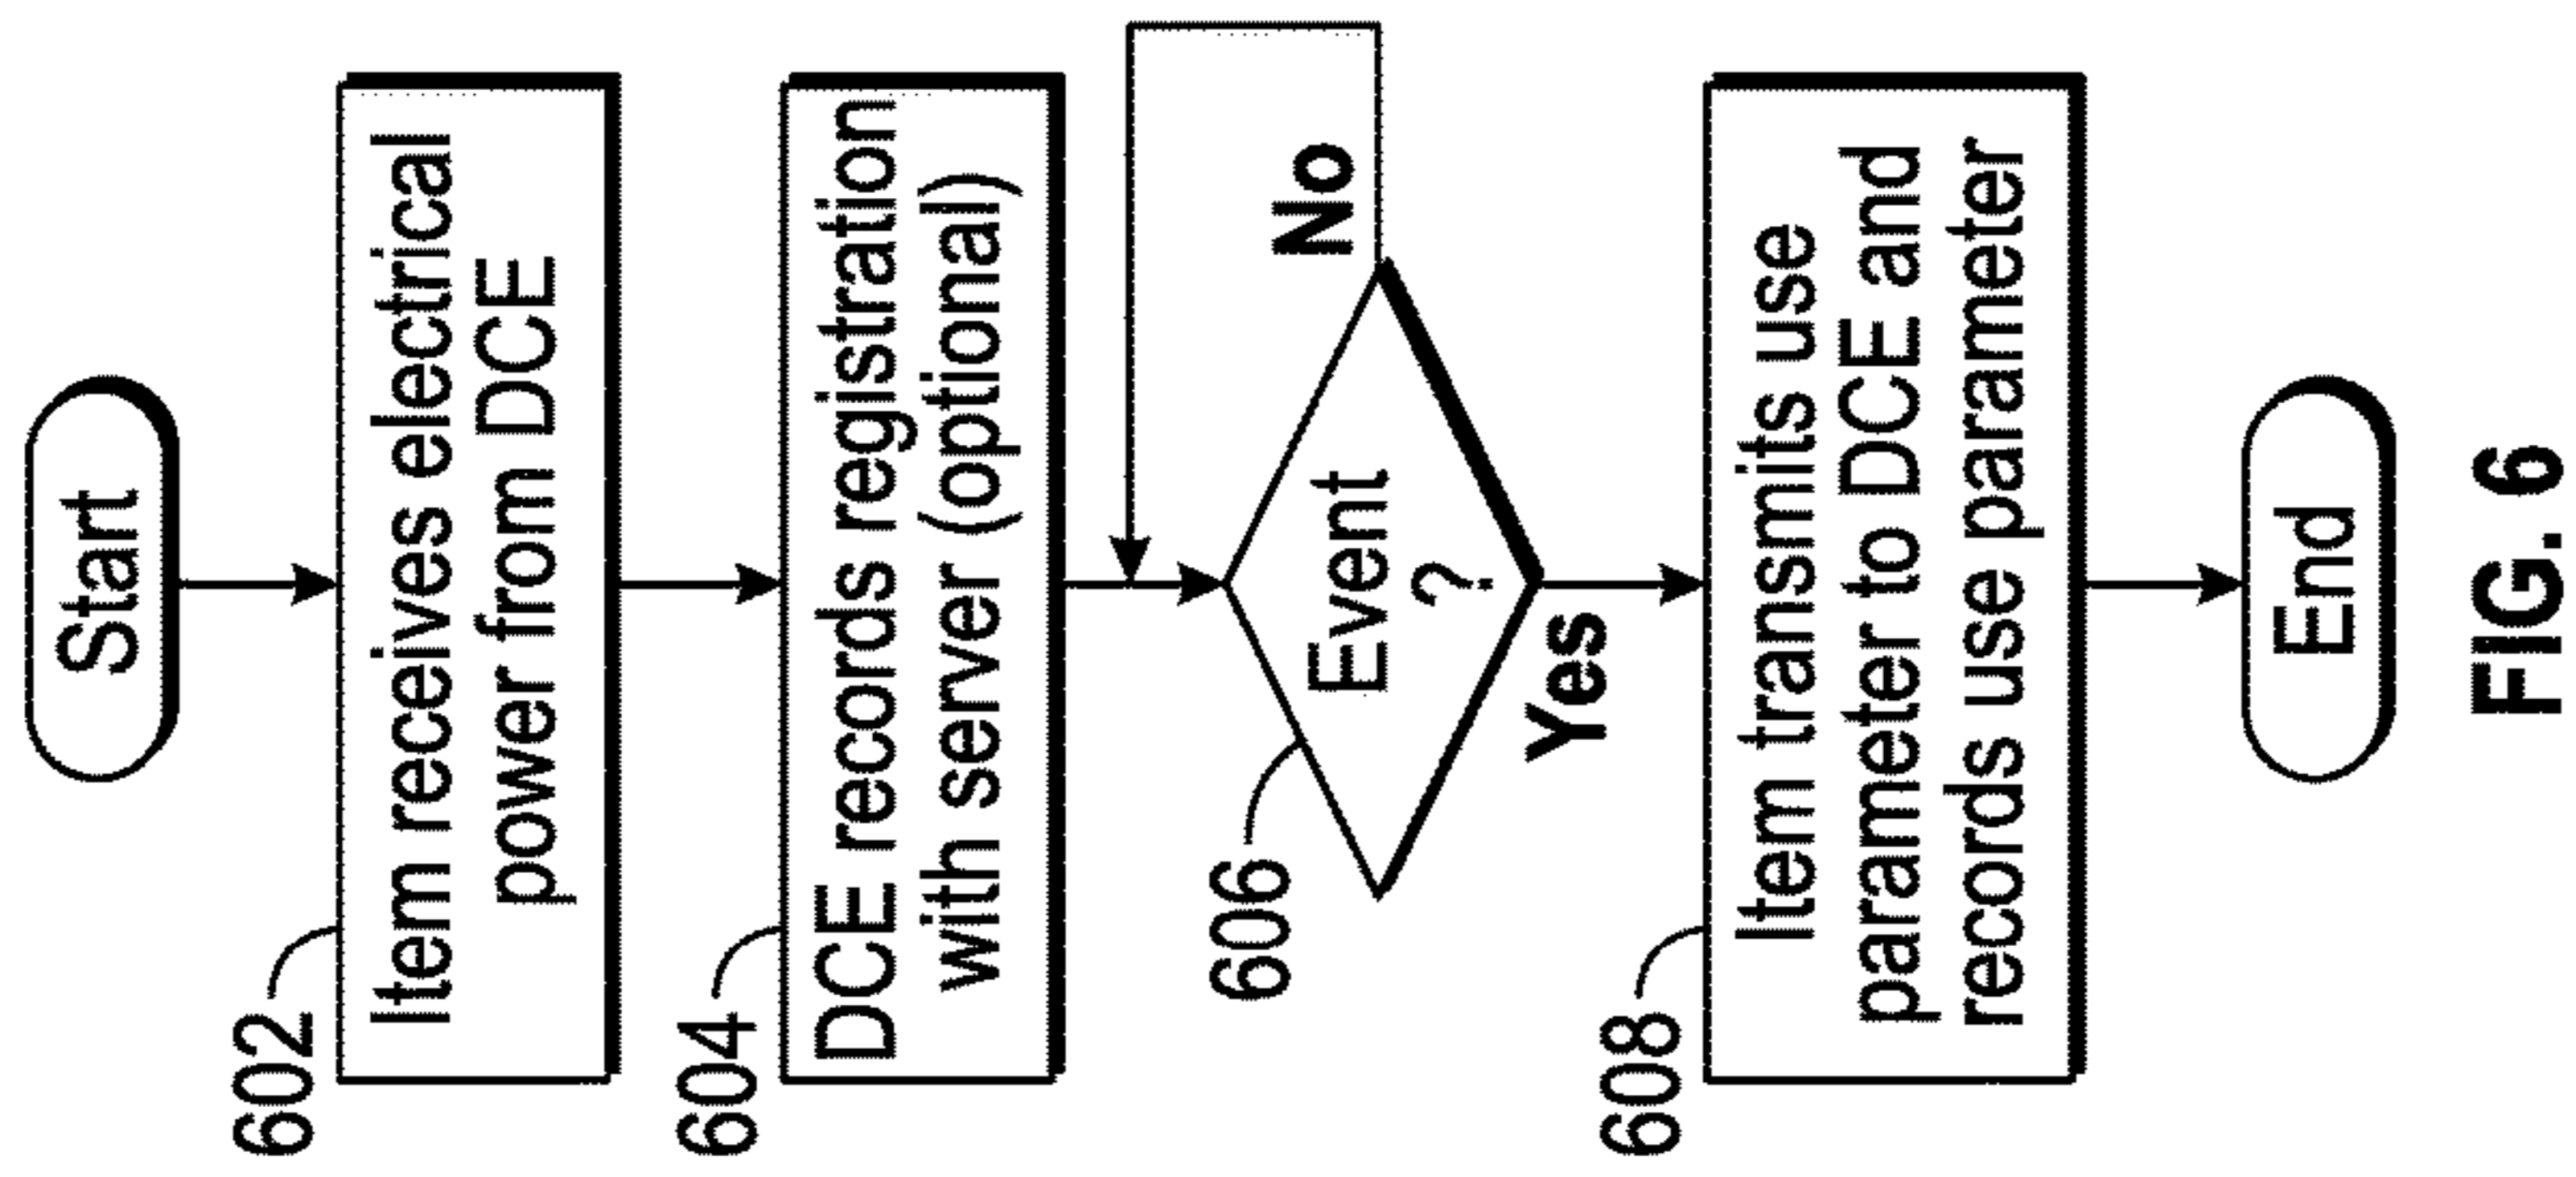 Start
602
Item receives electrical
power from DCE
604
DCE records registration
with server (optional)
606
Event
?
No
Yes
608
Item transmits use
parameter to DCE and
records use parameter
End
FIG. 6